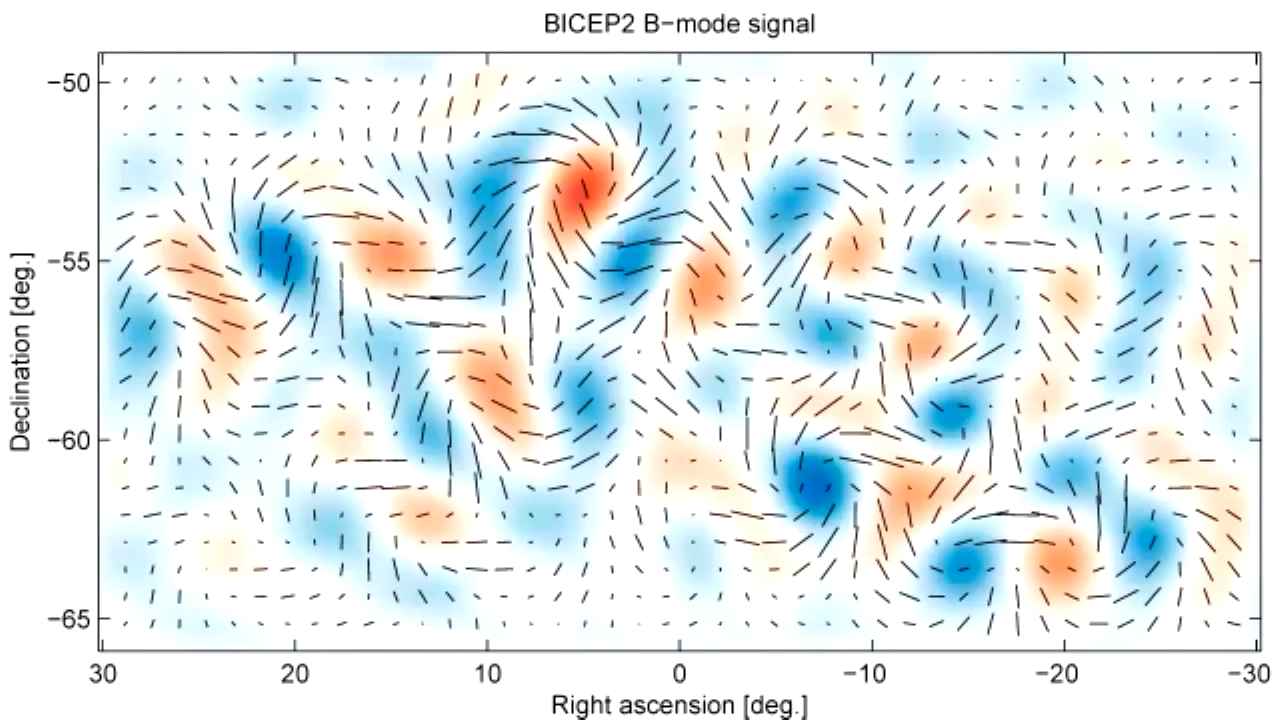 BICEP2 B−mode signal
Declination [deg.]
−50
−55
−60
−65
30 20 10 0 −10 −20 −30
Right ascension [deg.]